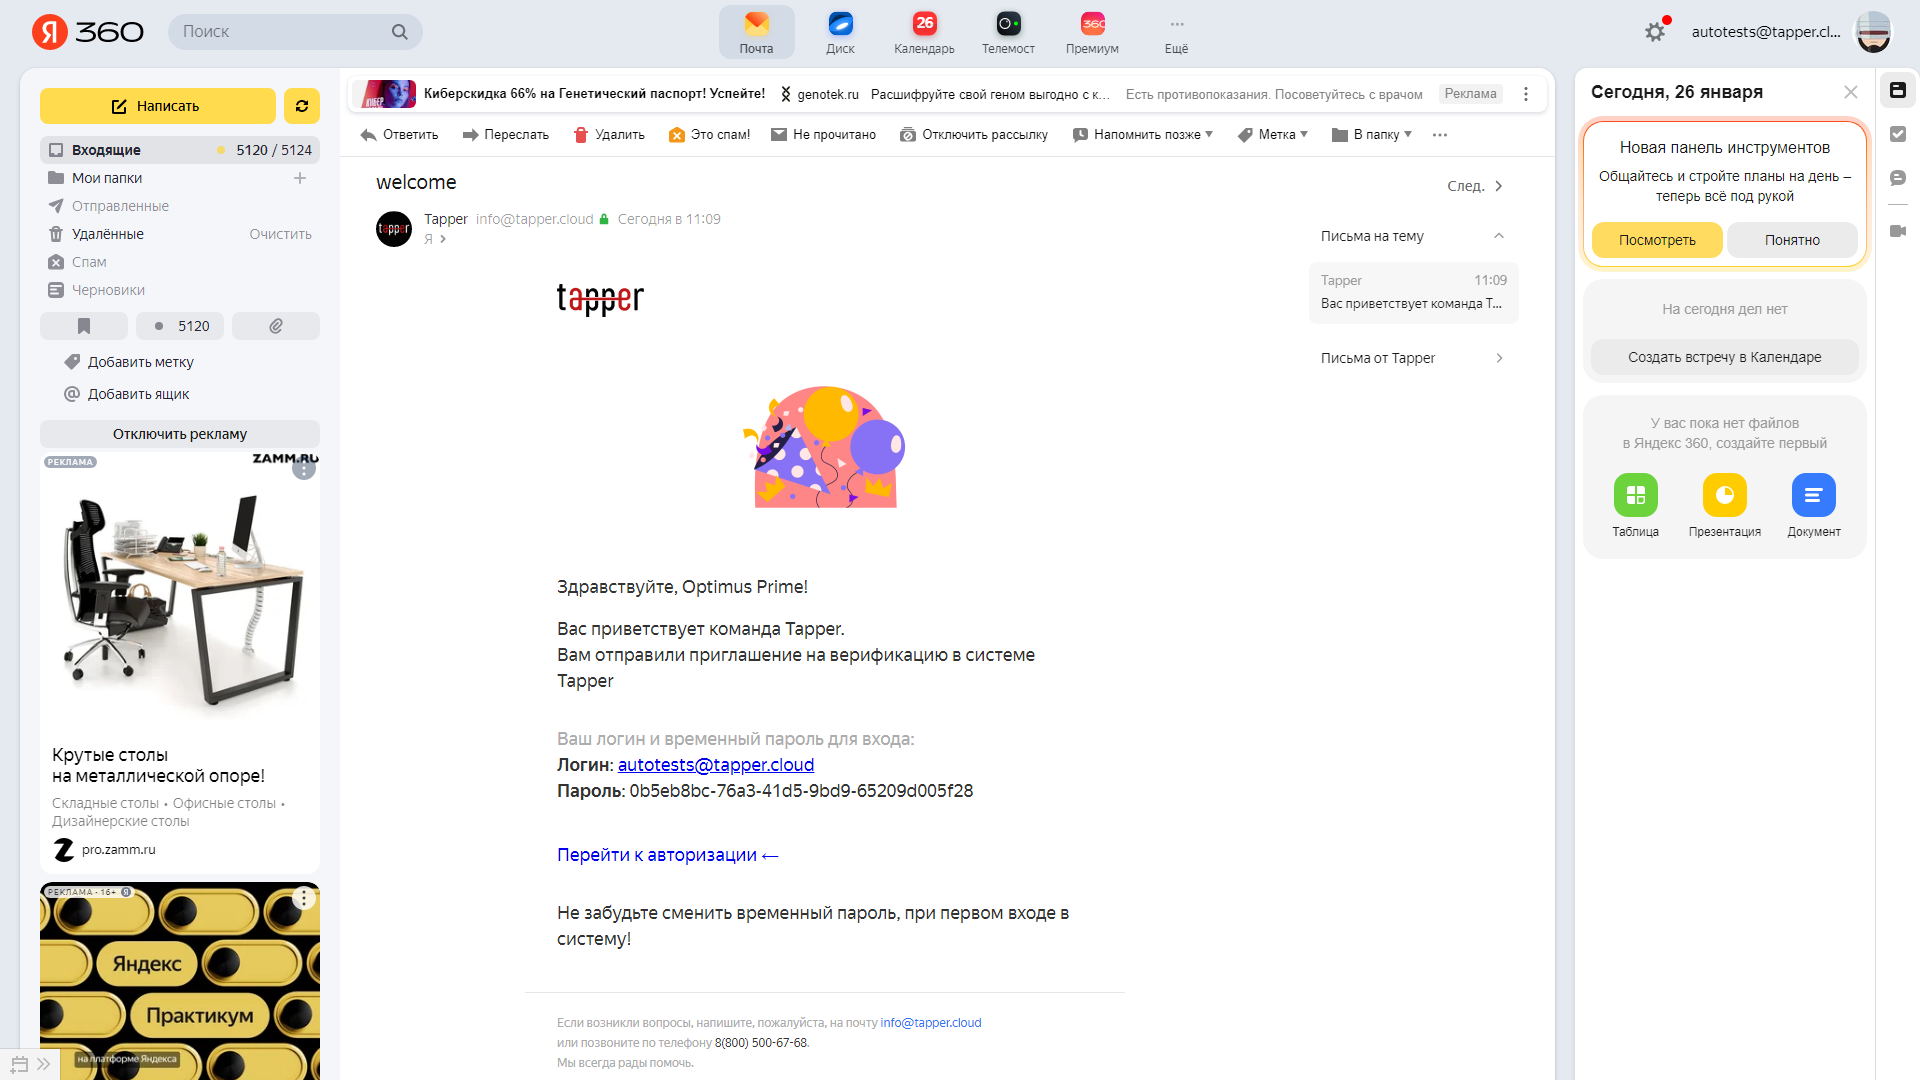 Я 360
Поиск
Почта
Диск
26
Календарь
Телемост
360
Премиум
Ещё
autotests@tapper.cl...
Написать
Входящие 5120 / 5124
Мои папки
Отправленные
Удалённые Очистить
Спам
Черновики
5120
Добавить метку
Добавить ящик
Отключить рекламу
РЕКЛАМА
ZAMM.RU
Крутые столы
на металлической опоре!
Складные столы • Офисные столы •
Дизайнерские столы
pro.zamm.ru
РЕКЛАМА • 16+
Яндекс
Практикум
на платформе Яндекса
КИБЕР
Киберскидка 66% на Генетический паспорт! Успейте!
genotek.ru
Расшифруйте свой геном выгодно с к...
Есть противопоказания. Посоветуйтесь с врачом
Реклама
Ответить
Переслать
Удалить
Это спам!
Не прочитано
Отключить рассылку
Напомнить позже
Метка
В папку
welcome
След.
tapper
Tapper info@tapper.cloud Сегодня в 11:09
Я
Письма на тему
Tapper 11:09
Вас приветствует команда Т...
Письма от Tapper
tapper
Здравствуйте, Optimus Prime!
Вас приветствует команда Tapper.
Вам отправили приглашение на верификацию в системе
Tapper
Ваш логин и временный пароль для входа:
Логин: autotests@tapper.cloud
Пароль: 0b5eb8bc-76a3-41d5-9bd9-65209d005f28
Перейти к авторизации ←
Не забудьте сменить временный пароль, при первом входе в
систему!
Если возникли вопросы, напишите, пожалуйста, на почту info@tapper.cloud
или позвоните по телефону 8(800) 500-67-68.
Мы всегда рады помочь.
Сегодня, 26 января
Новая панель инструментов
Общайтесь и стройте планы на день –
теперь всё под рукой
Посмотреть
Понятно
На сегодня дел нет
Создать встречу в Календаре
У вас пока нет файлов
в Яндекс 360, создайте первый
Таблица
Презентация
Документ